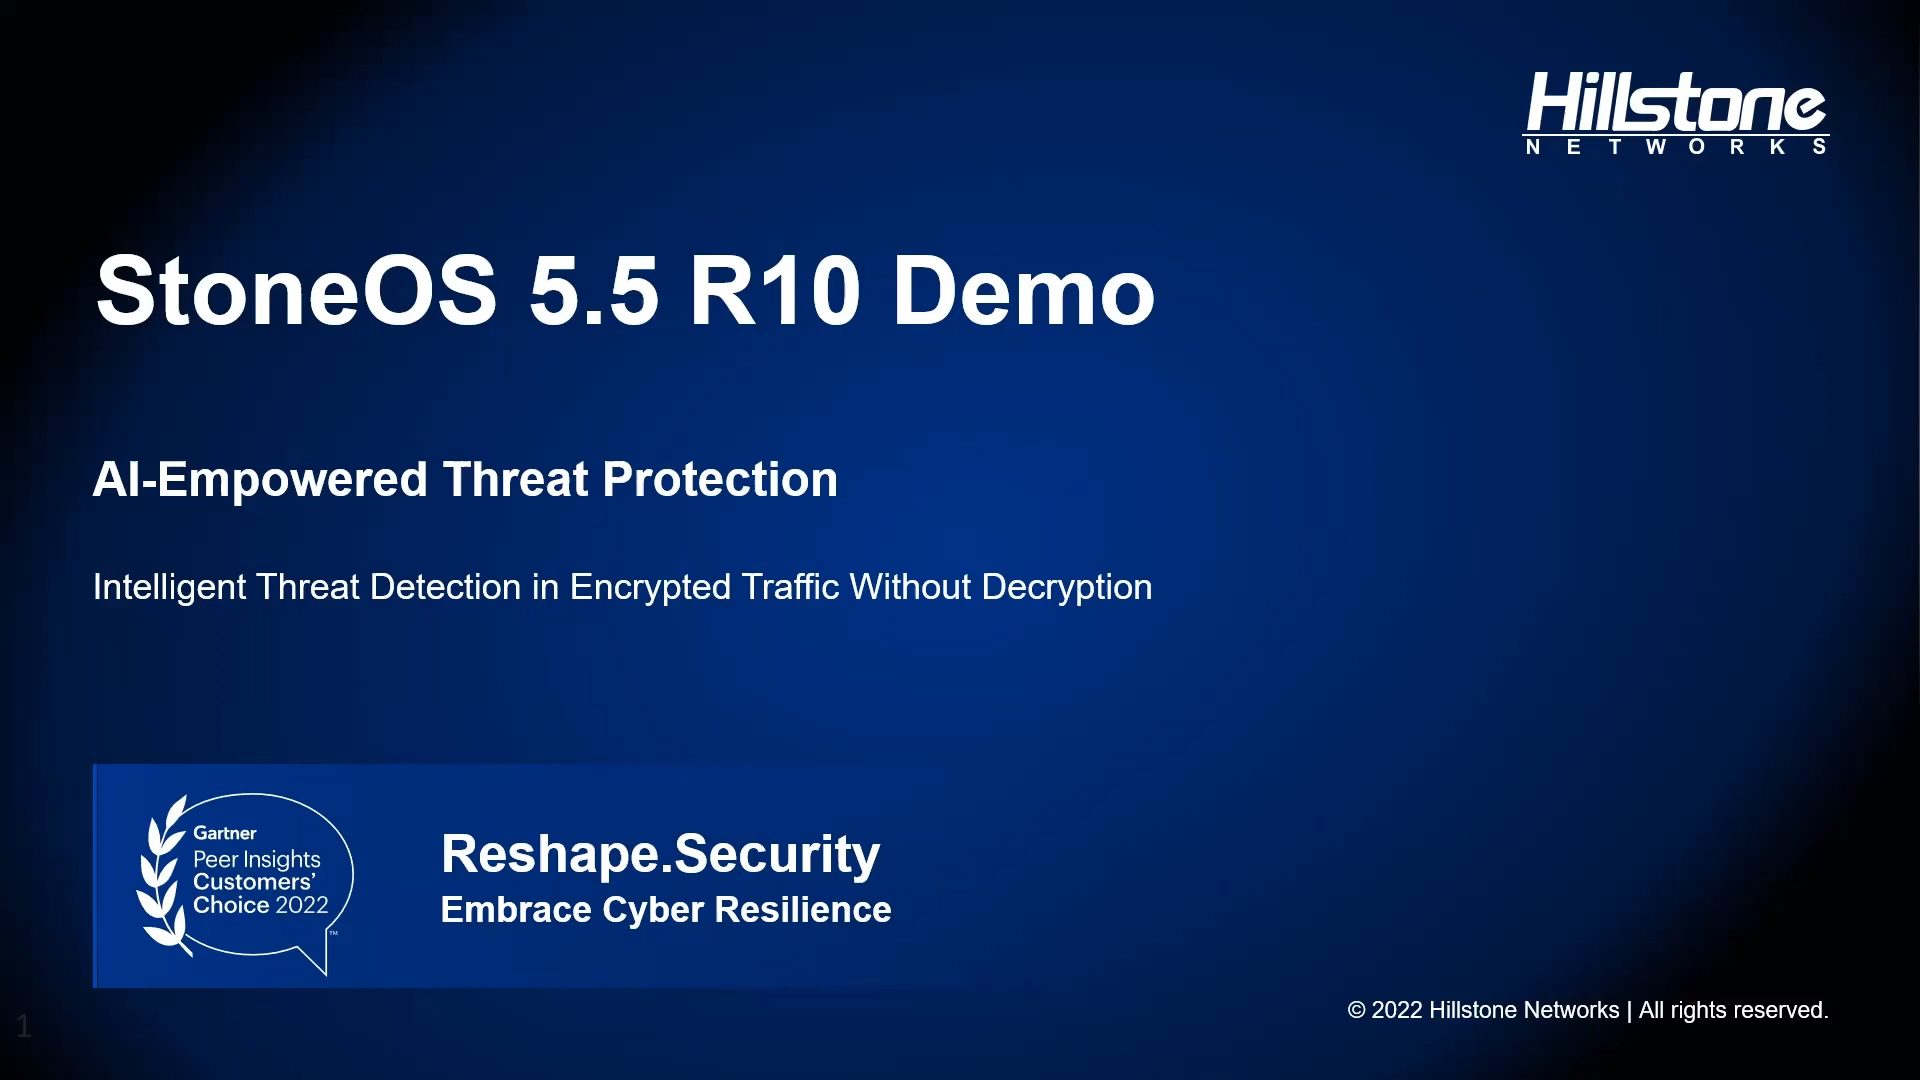 Hillstone
NETWORKS
StoneOS 5.5 R10 Demo
AI-Empowered Threat Protection
Intelligent Threat Detection in Encrypted Traffic Without Decryption
Gartner
Peer Insights
Customers’
Choice 2022
™
Reshape.Security
Embrace Cyber Resilience
© 2022 Hillstone Networks | All rights reserved.
1